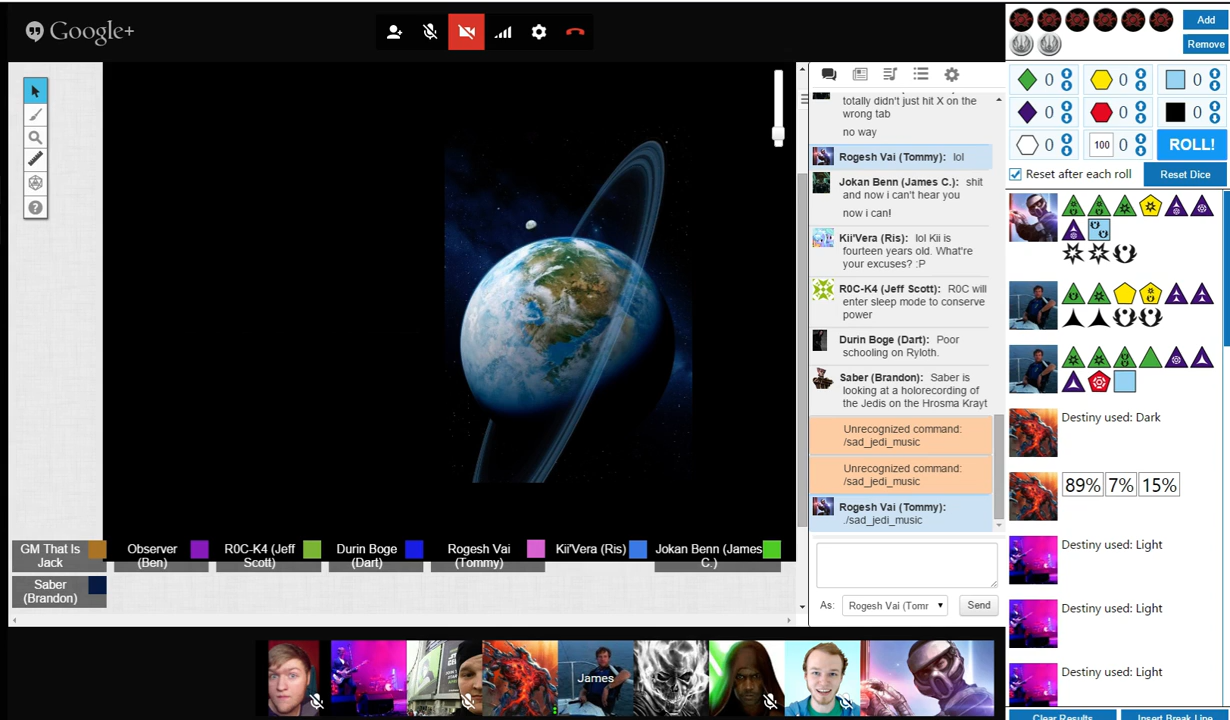 Google+
totally didn't just hit X on the
wrong tab
no way
Rogesh Vai (Tommy): lol
Jokan Benn (James C.): shit
and now i can't hear you
now i can!
Kii'Vera (Ris): lol Kii is
fourteen years old. What're
your excuses? :P
R0C-K4 (Jeff Scott): R0C will
enter sleep mode to conserve
power
Durin Boge (Dart): Poor
schooling on Ryloth.
Saber (Brandon): Saber is
looking at a holorecording of
the Jedis on the Hrosma Krayt
Unrecognized command:
/sad_jedi_music
Unrecognized command:
/sad_jedi_music
Rogesh Vai (Tommy):
./sad_jedi_music
As: Rogesh Vai (Tomr
Send
GM That Is
Jack
Observer
(Ben)
R0C-K4 (Jeff
Scott)
Durin Boge
(Dart)
Rogesh Vai
(Tommy)
Kii'Vera (Ris)
Jokan Benn (James
C.)
Saber
(Brandon)
James
Add
Remove
0 0 0
0 0 0
0 100 0 ROLL!
Reset after each roll
Reset Dice
Destiny used: Dark
89% 7% 15%
Destiny used: Light
Destiny used: Light
Destiny used: Light
Clear Results
Insert Break Line